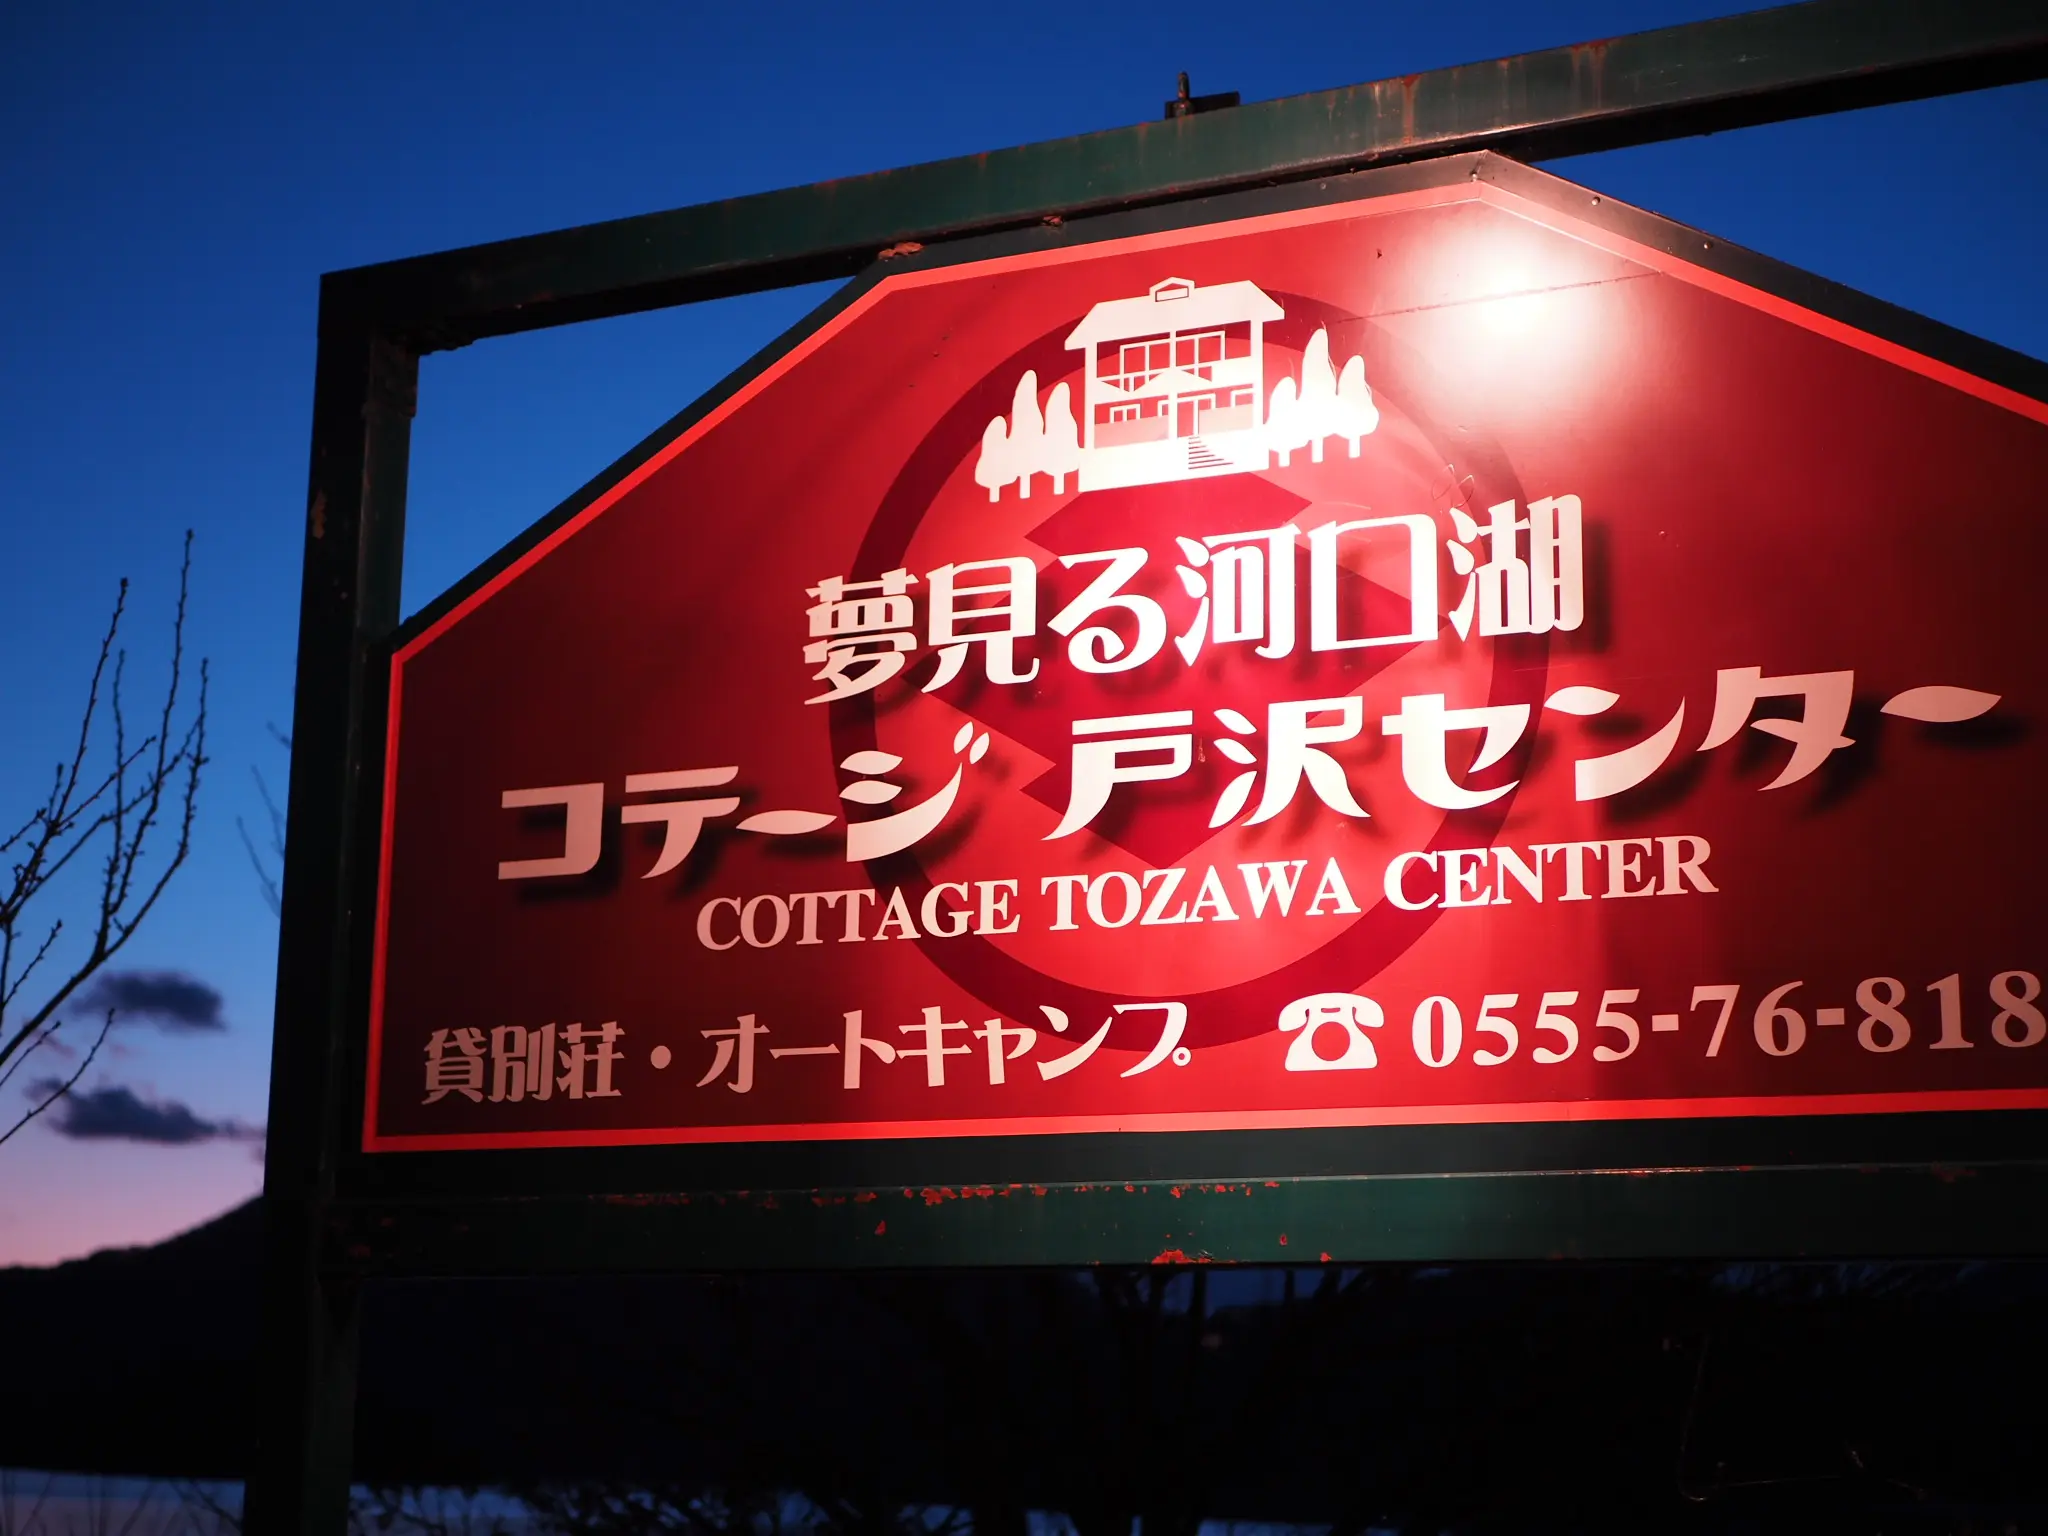 夢見る河口湖
コテージ 戸沢センター
COTTAGE TOZAWA CENTER
貸別荘・オートキャンプ ☎0555-76-818